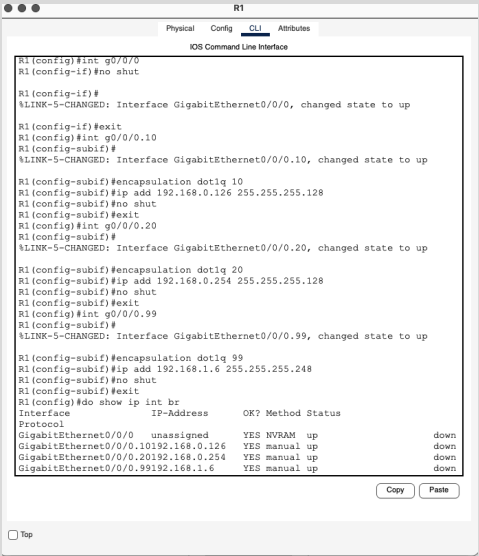 R1
Physical Config CLI Attributes
IOS Command Line Interface
R1(config)#int g0/0/0
R1(config-if)#no shut
R1(config-if)#
%LINK-5-CHANGED: Interface GigabitEthernet0/0/0, changed state to up
R1(config-if)#exit
R1(config)#int g0/0/0.10
R1(config-subif)#
%LINK-5-CHANGED: Interface GigabitEthernet0/0/0.10, changed state to up
R1(config-subif)#encapsulation dot1q 10
R1(config-subif)#ip add 192.168.0.126 255.255.255.128
R1(config-subif)#no shut
R1(config-subif)#exit
R1(config)#int g0/0/0.20
R1(config-subif)#
%LINK-5-CHANGED: Interface GigabitEthernet0/0/0.20, changed state to up
R1(config-subif)#encapsulation dot1q 20
R1(config-subif)#ip add 192.168.0.254 255.255.255.128
R1(config-subif)#no shut
R1(config-subif)#exit
R1(config)#int g0/0/0.99
R1(config-subif)#
%LINK-5-CHANGED: Interface GigabitEthernet0/0/0.99, changed state to up
R1(config-subif)#encapsulation dot1q 99
R1(config-subif)#ip add 192.168.1.6 255.255.255.248
R1(config-subif)#no shut
R1(config-subif)#exit
R1(config)#do show ip int br
Interface IP-Address OK? Method Status
Protocol
GigabitEthernet0/0/0 unassigned YES NVRAM up down
GigabitEthernet0/0/0.10192.168.0.126 YES manual up down
GigabitEthernet0/0/0.20192.168.0.254 YES manual up down
GigabitEthernet0/0/0.99192.168.1.6 YES manual up down
Copy Paste
Top